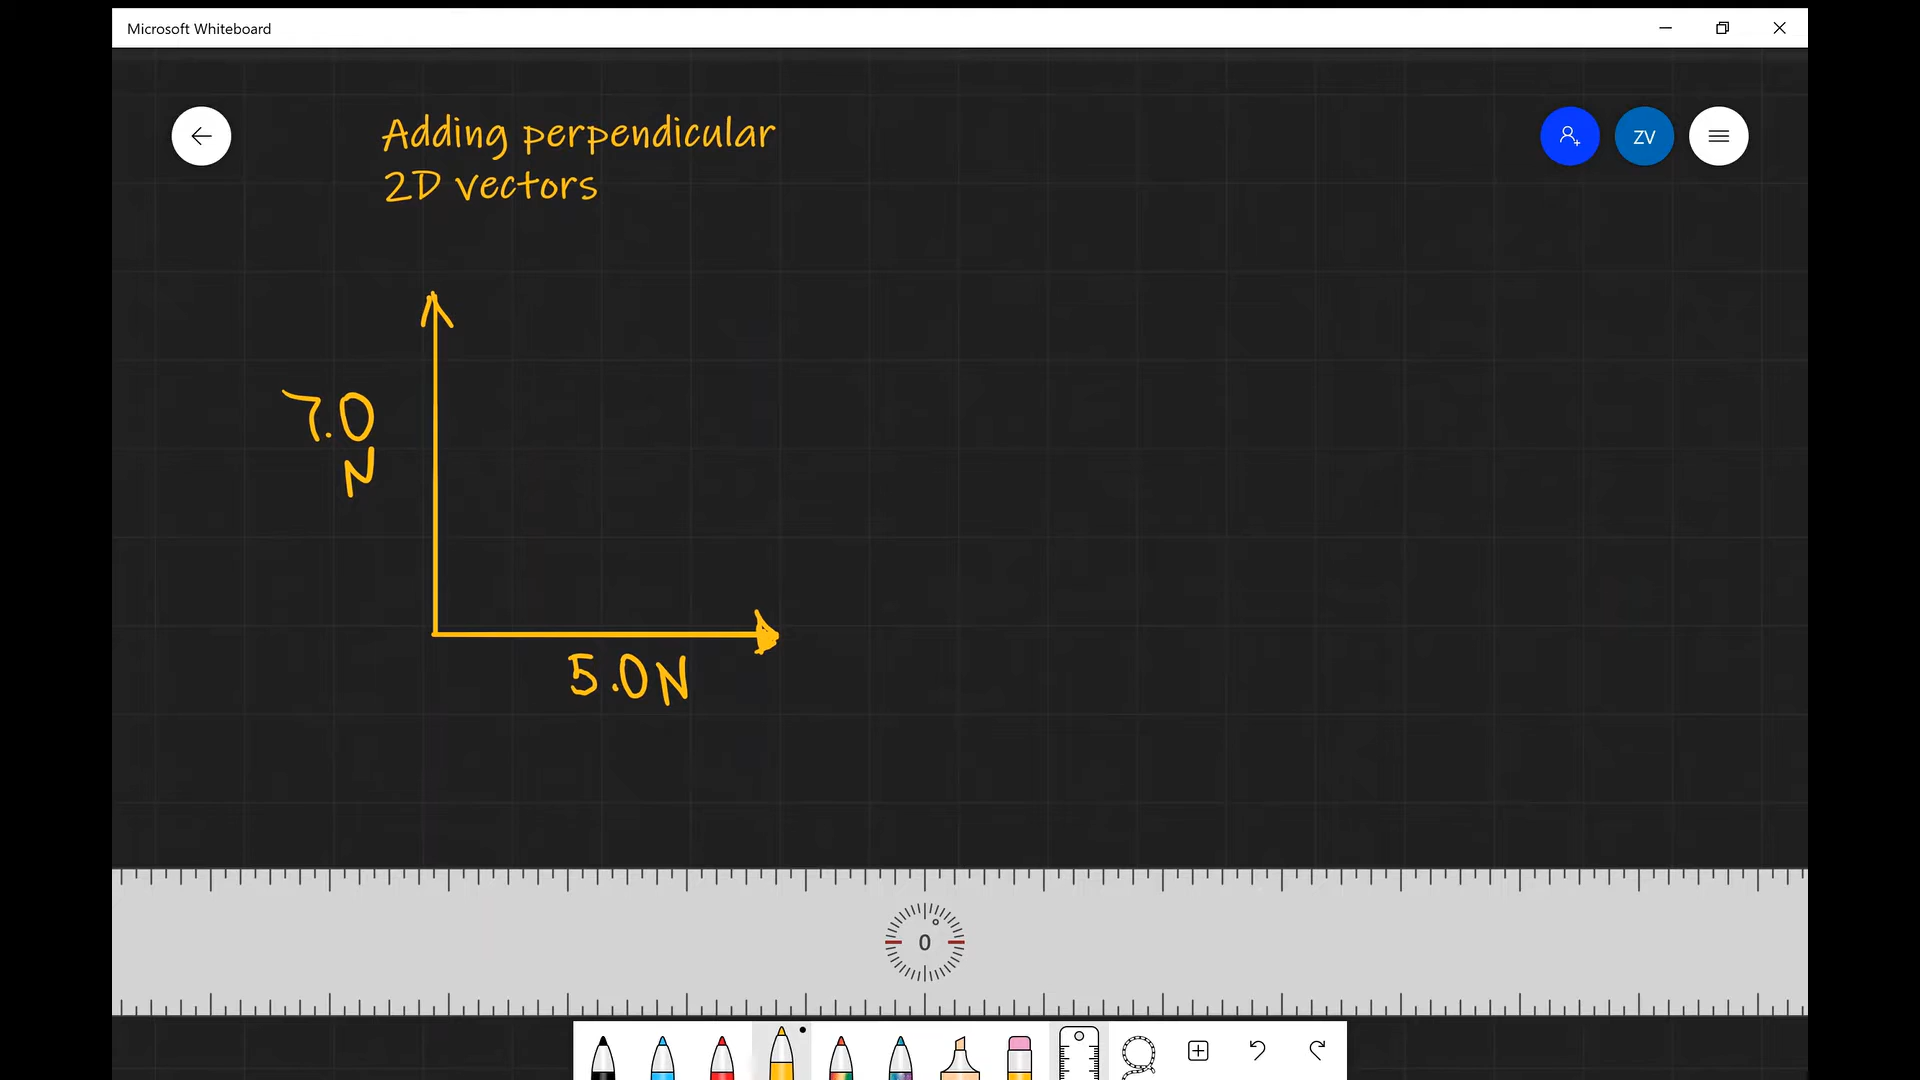 Microsoft Whiteboard
Adding perpendicular
2D vectors
ZV
7.0
N
5.0N
0°